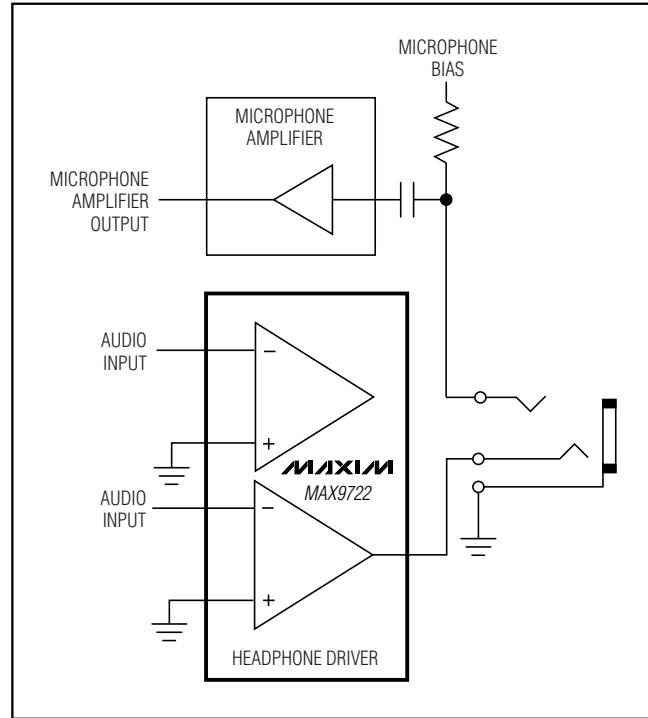 MICROPHONE
BIAS
MICROPHONE
AMPLIFIER
MICROPHONE
AMPLIFIER
OUTPUT
AUDIO
INPUT
−
+
MAXIM
MAX9722
AUDIO
INPUT
−
+
HEADPHONE DRIVER